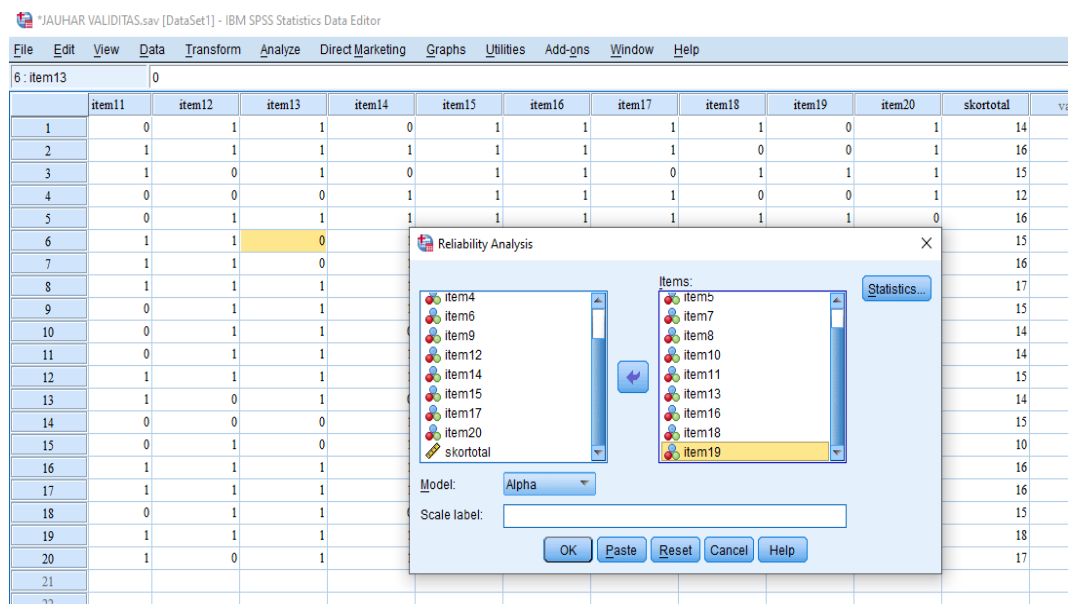 *JAUHAR VALIDITAS.sav [DataSet1] - IBM SPSS Statistics Data Editor
File Edit View Data Transform Analyze Direct Marketing Graphs Utilities Add-ons Window Help
6 : item13 0
item11 item12 item13 item14 item15 item16 item17 item18 item19 item20 skortotal
1 0 1 1 0 1 1 1 1 0 1 14
2 1 1 1 1 1 1 1 0 0 1 16
3 1 0 1 0 1 1 0 1 1 1 15
4 0 0 0 1 1 1 1 0 0 1 12
5 0 1 1 1 1 1 1 1 1 0 16
6 1 1 0 15
7 1 1 0 16
8 1 1 1 17
9 0 1 1 15
10 0 1 1 14
11 0 1 1 14
12 1 1 1 15
13 1 0 1 14
14 0 0 0 15
15 0 1 0 10
16 1 1 1 16
17 1 1 1 16
18 0 1 1 15
19 1 1 1 18
20 1 0 1 17
21
22
Reliability Analysis
Items:
item4
item6
item9
item12
item14
item15
item17
item20
skortotal
item5
item7
item8
item10
item11
item13
item16
item18
item19
Statistics...
Model: Alpha
Scale label:
OK Paste Reset Cancel Help